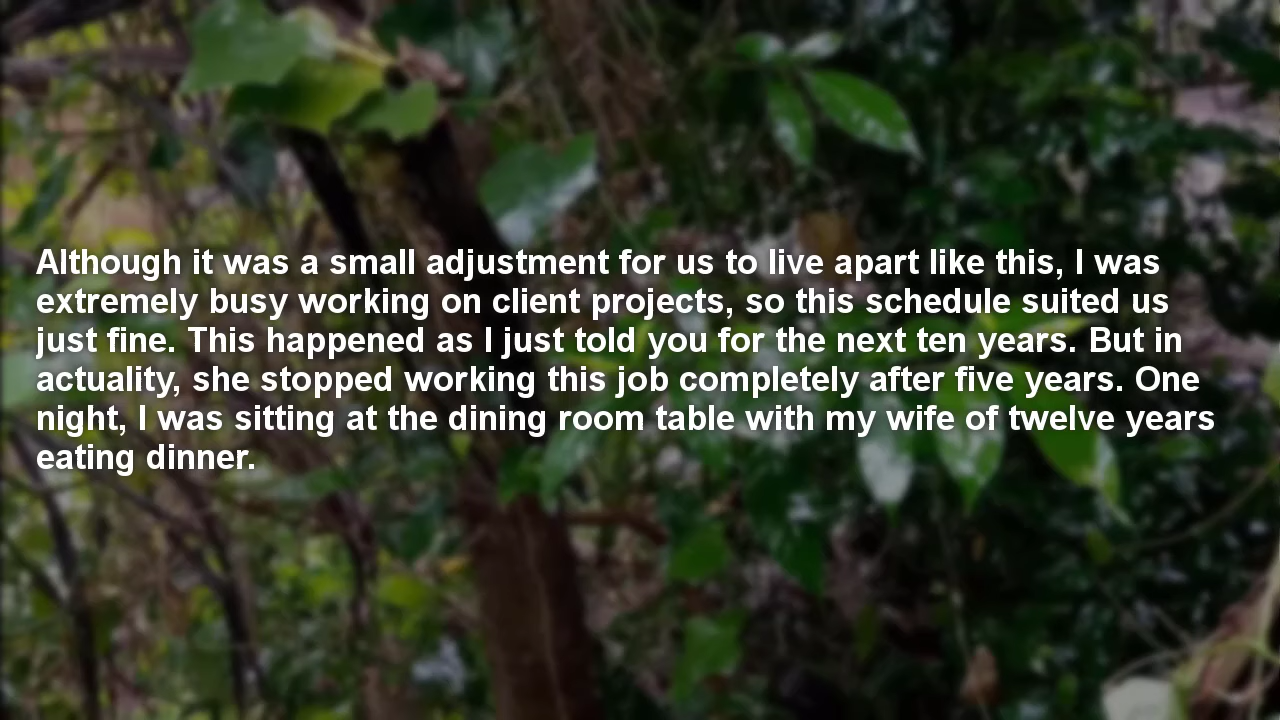 Although it was a small adjustment for us to live apart like this, I was
extremely busy working on client projects, so this schedule suited us
just fine. This happened as I just told you for the next ten years. But in
actuality, she stopped working this job completely after five years. One
night, I was sitting at the dining room table with my wife of twelve years
eating dinner.